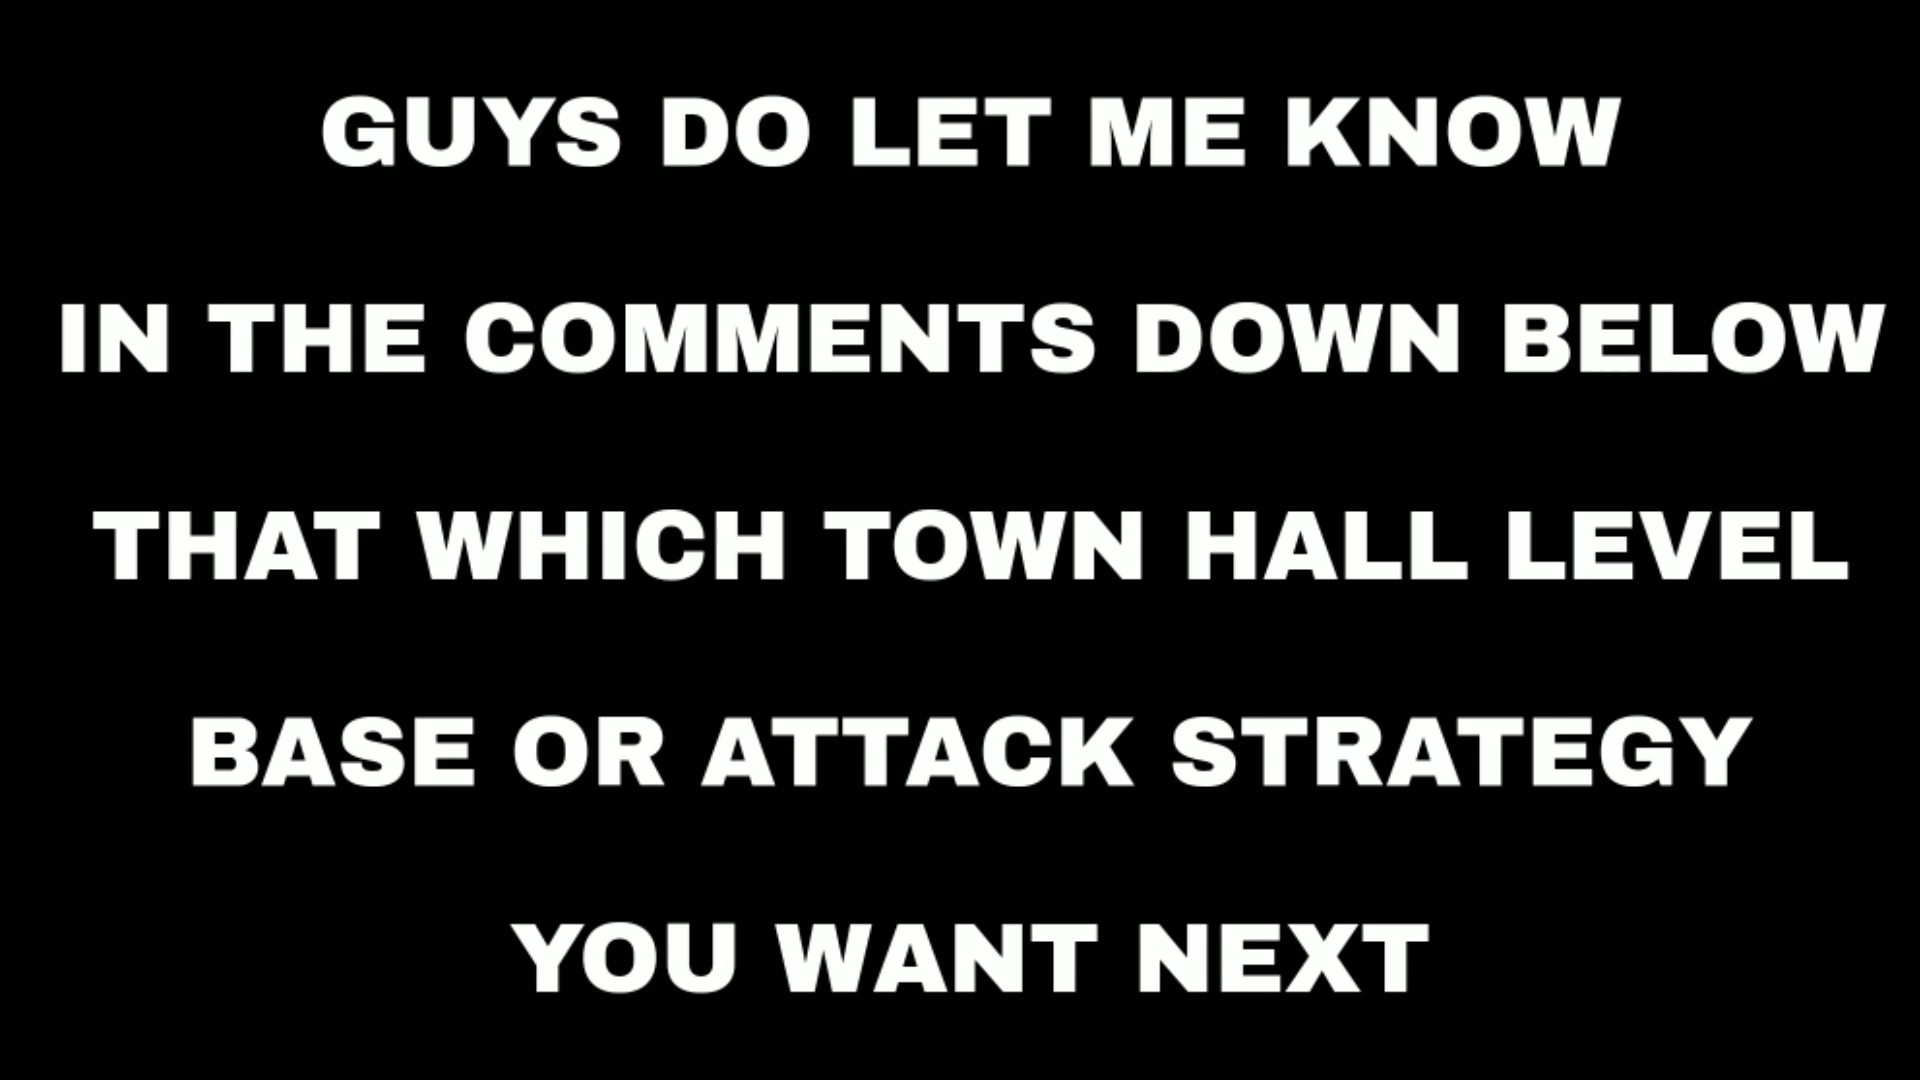 GUYS DO LET ME KNOW
IN THE COMMENTS DOWN BELOW
THAT WHICH TOWN HALL LEVEL
BASE OR ATTACK STRATEGY
YOU WANT NEXT